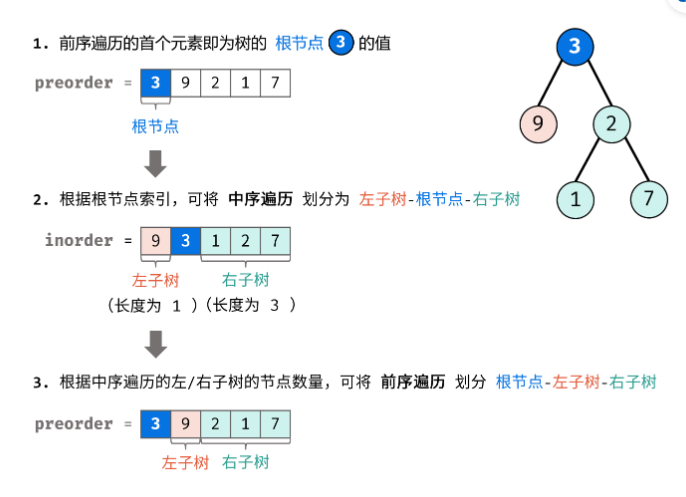 1. 前序遍历的首个元素即为树的 根节点 3 的值
preorder = 3 9 2 1 7
根节点
2. 根据根节点索引，可将 中序遍历 划分为 左子树-根节点-右子树
inorder = 9 3 1 2 7
左子树 右子树
（长度为 1 ）（长度为 3 ）
3. 根据中序遍历的左/右子树的节点数量，可将 前序遍历 划分 根节点-左子树-右子树
preorder = 3 9 2 1 7
左子树 右子树
3
9 2
1 7